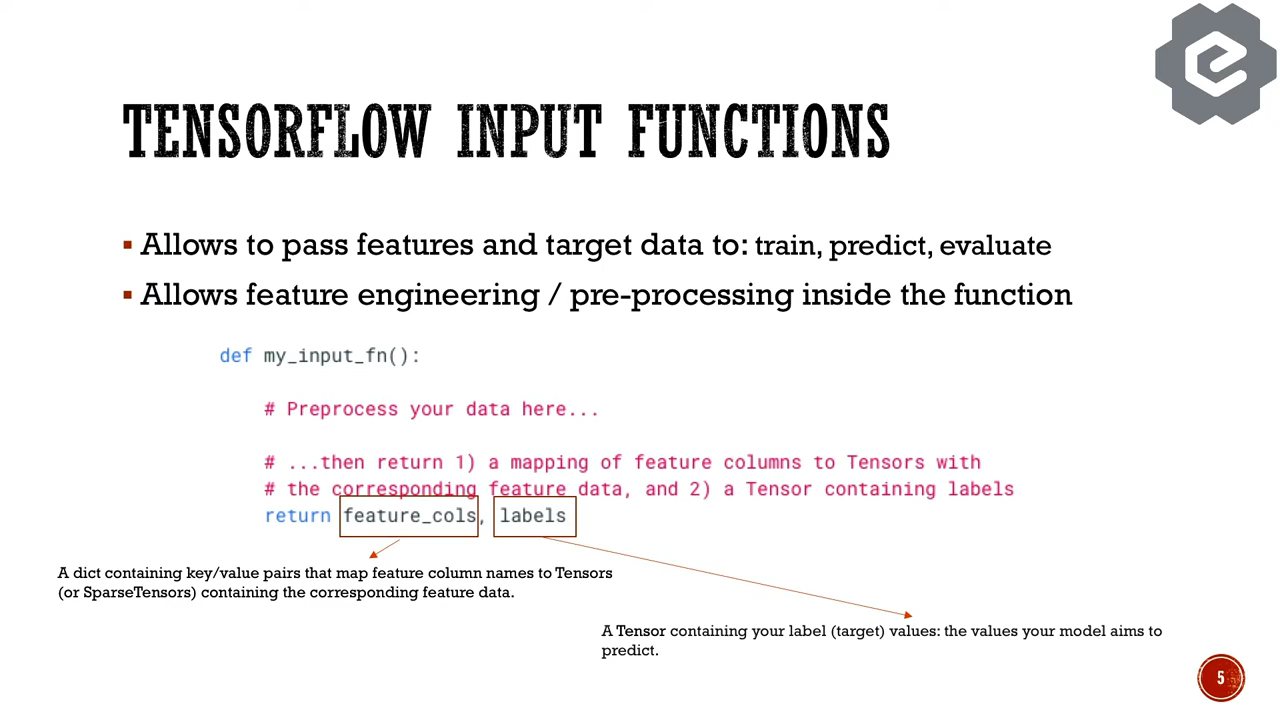 TENSORFLOW INPUT FUNCTIONS
▪ Allows to pass features and target data to: train, predict, evaluate
▪ Allows feature engineering / pre-processing inside the function
def my_input_fn():
# Preprocess your data here...
# ...then return 1) a mapping of feature columns to Tensors with
# the corresponding feature data, and 2) a Tensor containing labels
return feature_cols, labels
A dict containing key/value pairs that map feature column names to Tensors
(or SparseTensors) containing the corresponding feature data.
A Tensor containing your label (target) values: the values your model aims to
predict.
5